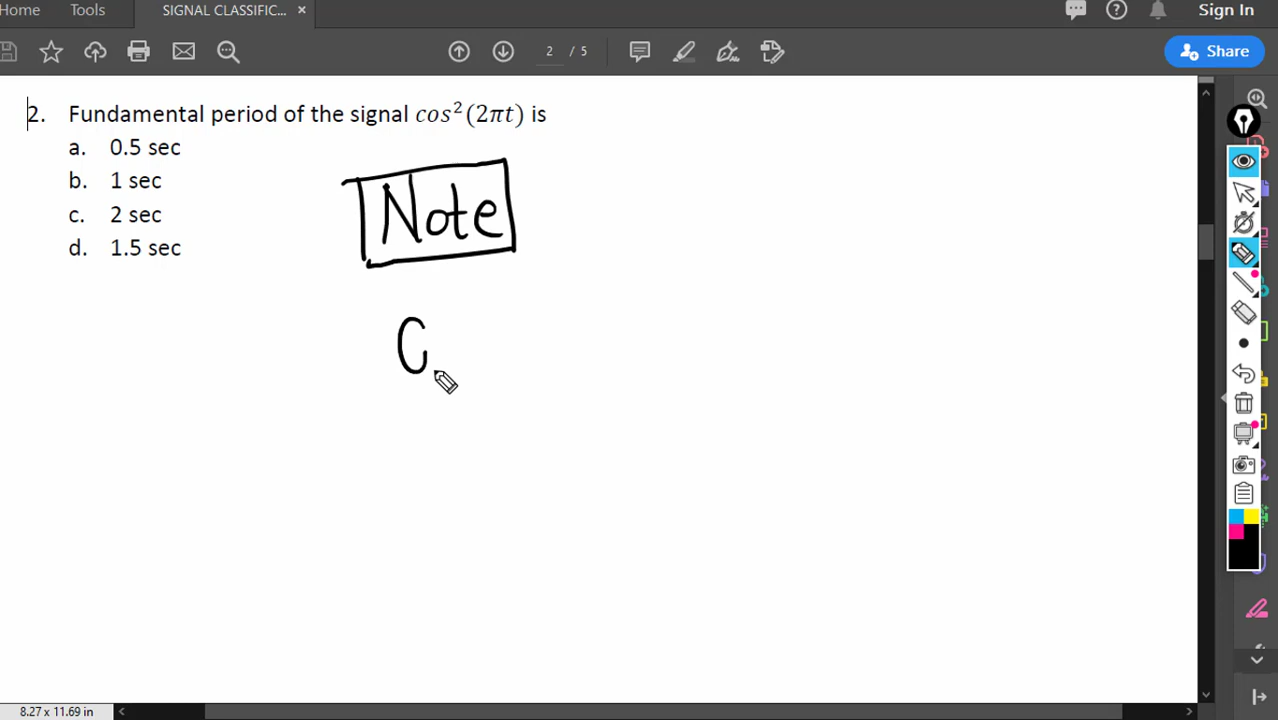 Home Tools SIGNAL CLASSIFIC... × Sign In
2 / 5 Share
2. Fundamental period of the signal cos²(2πt) is
a. 0.5 sec
b. 1 sec
c. 2 sec
d. 1.5 sec
Note
C
8.27 x 11.69 in